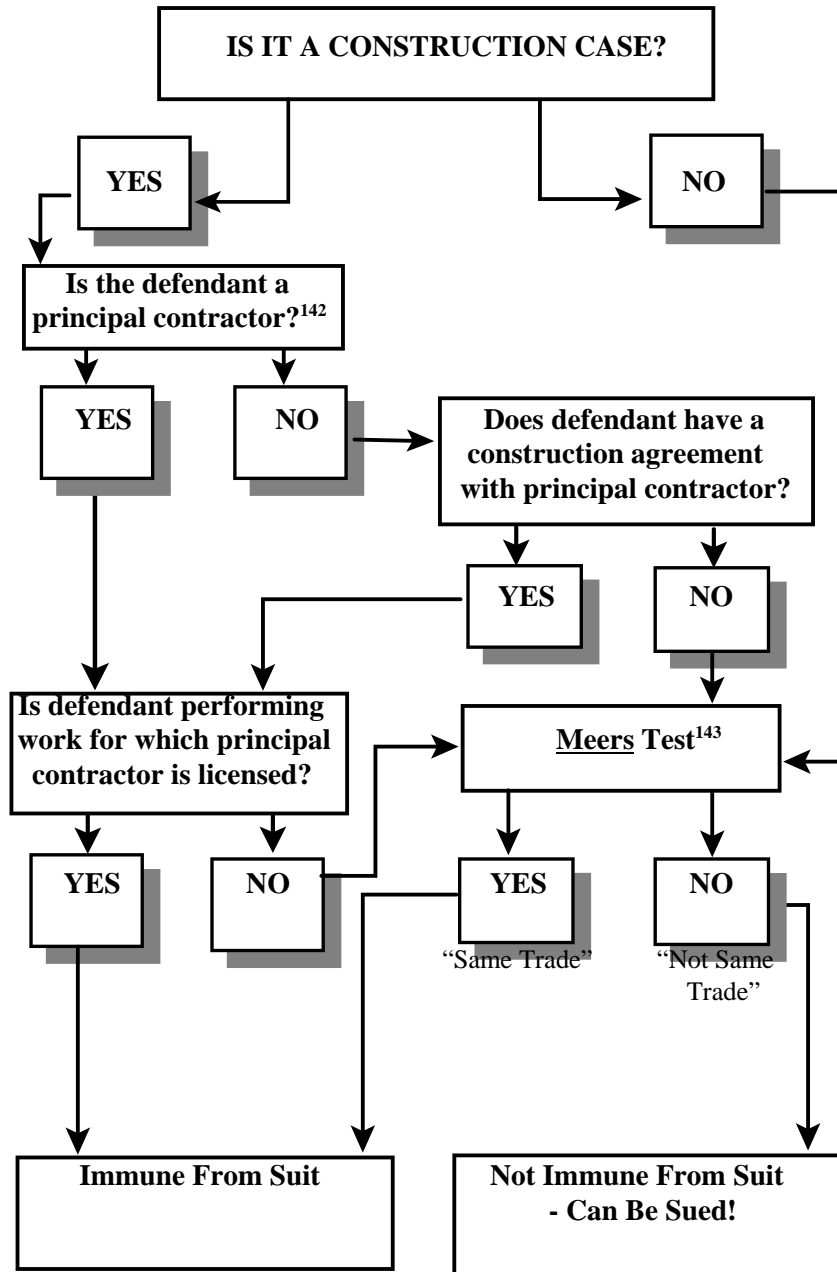 IS IT A CONSTRUCTION CASE?
YES
NO
Is the defendant a
principal contractor?142
YES
NO
Does defendant have a
construction agreement
with principal contractor?
YES
NO
Is defendant performing
work for which principal
contractor is licensed?
Meers Test143
YES
NO
YES
NO
“Same Trade”
“Not Same
Trade”
Immune From Suit
Not Immune From Suit
- Can Be Sued!